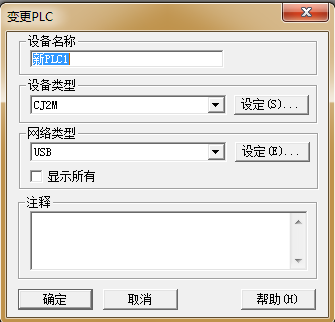 变更PLC
设备名称
新PLC1
设备类型
CJ2M
设定(S)...
网络类型
USB
设定(E)...
显示所有
注释
确定
取消
帮助(H)